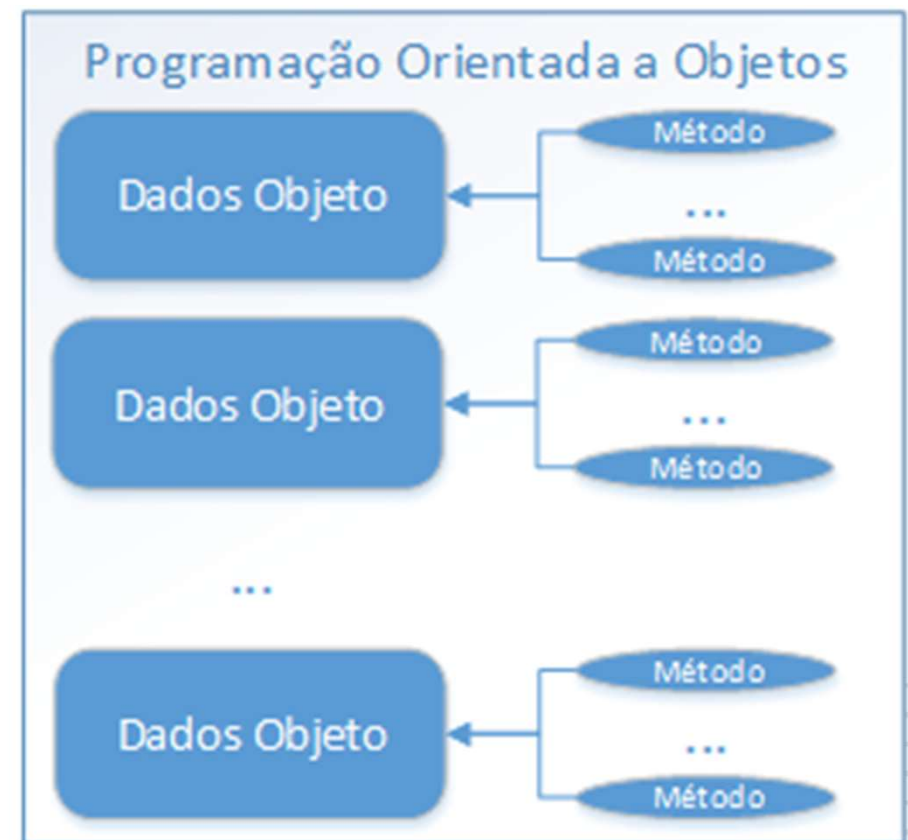 Programação Orientada a Objetos
Método
Dados Objeto
...
Método
Método
Dados Objeto
...
Método
...
Método
Dados Objeto
...
Método